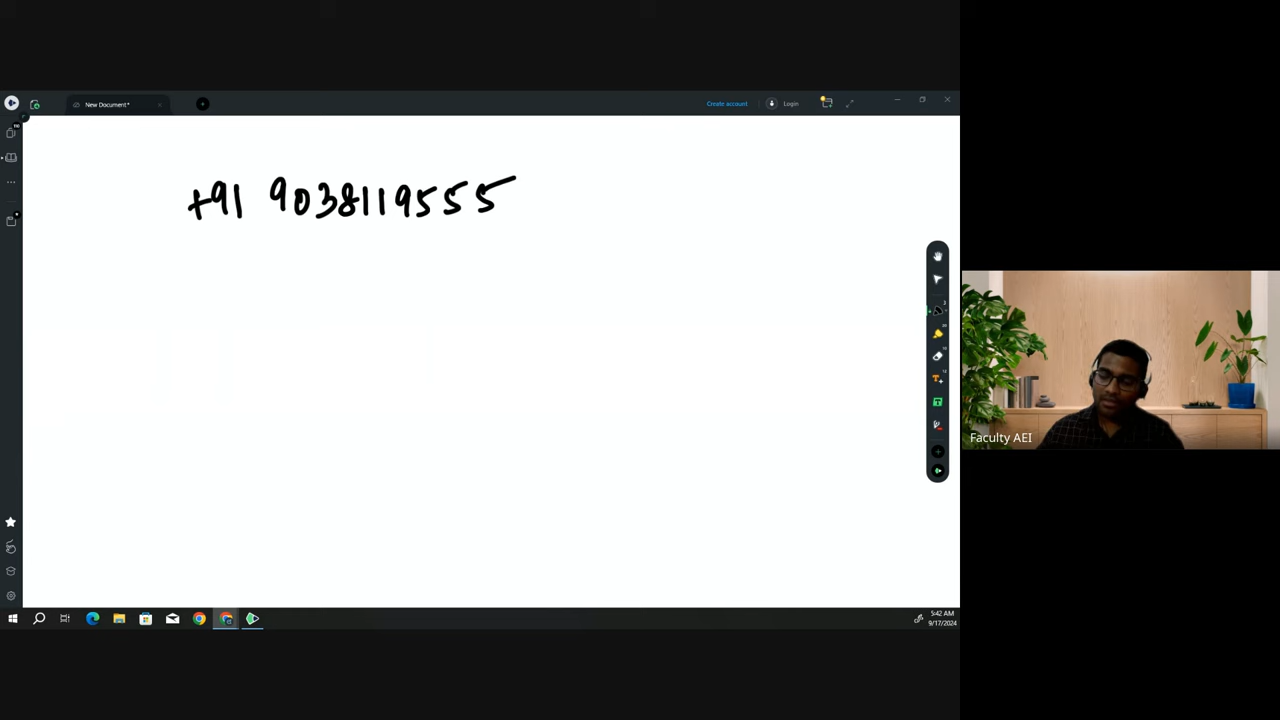 New Document*
Create account
Login
+91 9038119555
Faculty AEI
5:42 AM
9/17/2024